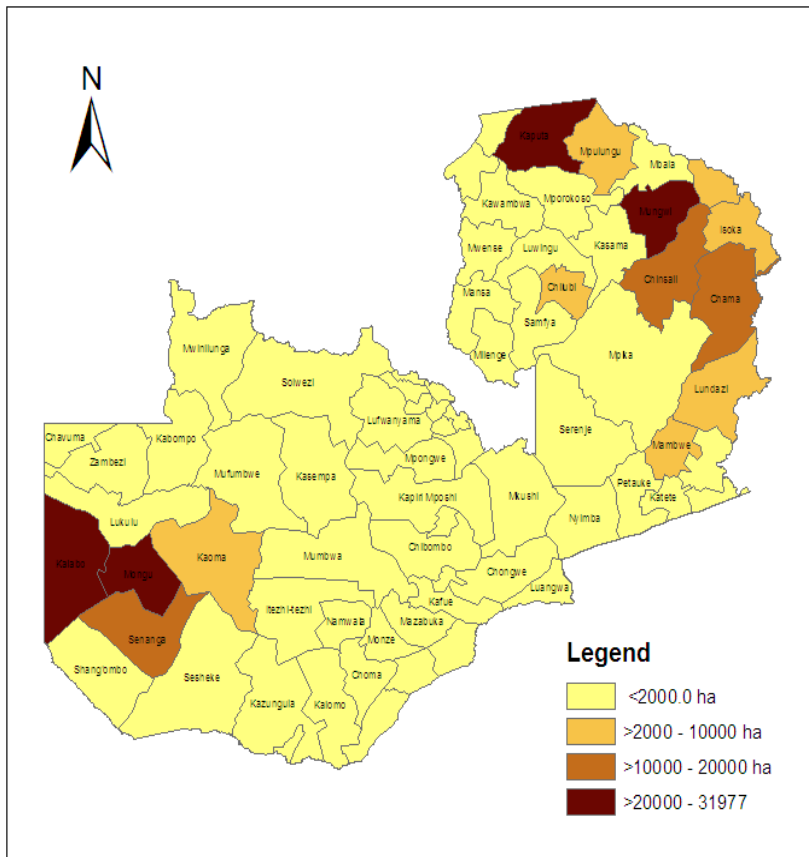 N
Kaputa
Mpulungu
Mbala
Kawambwa
Mporokoso
Mungwi
Isoka
Mwense
Luwingu
Kasama
Mansa
Chilubi
Chinsali
Chama
Samfya
Milenge
Mpika
Mwinilunga
Lundazi
Solwezi
Lufwanyama
Serenje
Chavuma
Kabompo
Mambwe
Zambezi
Mpongwe
Mufumbwe
Kasempa
Petauke
Kapiri Mposhi
Mkushi
Katete
Lukulu
Nyimba
Kalabo
Mongu
Kaoma
Mumbwa
Chibombo
Chongwe
Luangwa
Itezhi-tezhi
Kafue
Namwala
Mazabuka
Senanga
Monze
Shang'ombo
Sesheke
Choma
Kazungula
Kalomo
Legend
<2000.0 ha
>2000 - 10000 ha
>10000 - 20000 ha
>20000 - 31977